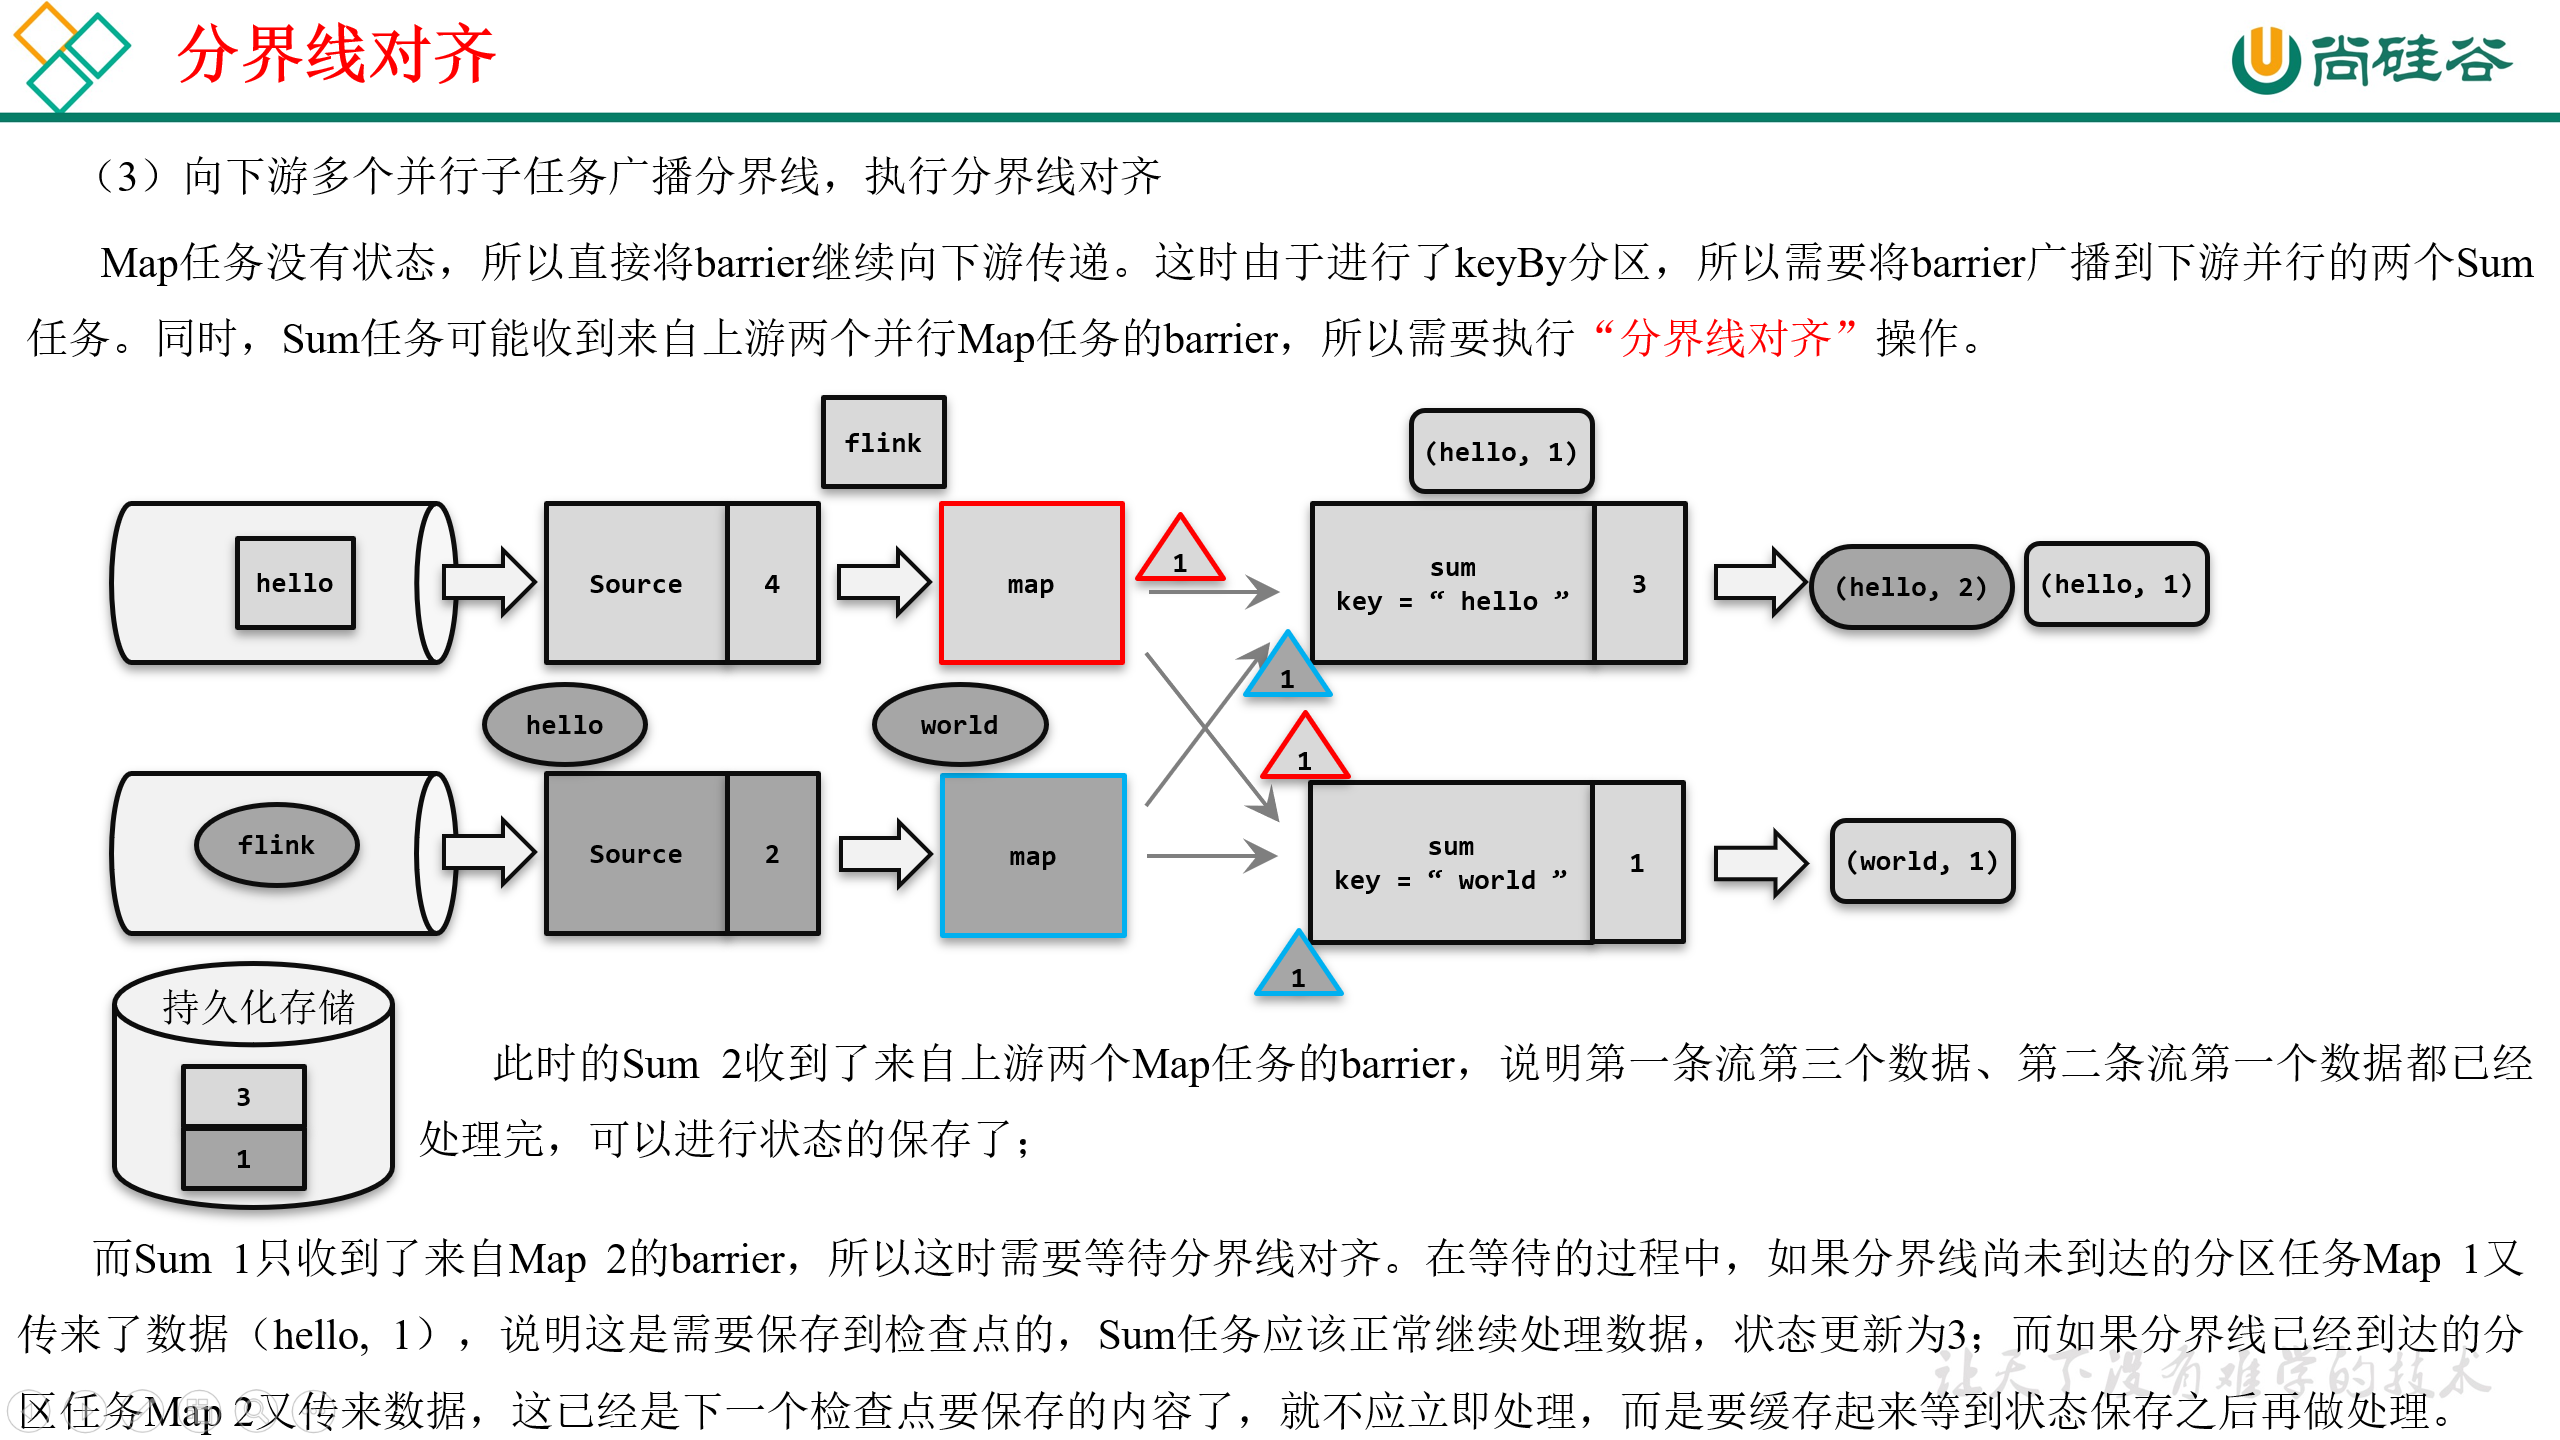 分界线对齐
尚硅谷
（3）向下游多个并行子任务广播分界线，执行分界线对齐
Map任务没有状态，所以直接将barrier继续向下游传递。这时由于进行了keyBy分区，所以需要将barrier广播到下游并行的两个Sum
任务。同时，Sum任务可能收到来自上游两个并行Map任务的barrier，所以需要执行“分界线对齐”操作。
flink
(hello, 1)
hello
Source
4
map
1
sum
key = “ hello ”
3
(hello, 2)
(hello, 1)
1
hello
world
1
flink
Source
2
map
sum
key = “ world ”
1
(world, 1)
1
持久化存储
3
1
此时的Sum 2收到了来自上游两个Map任务的barrier，说明第一条流第三个数据、第二条流第一个数据都已经
处理完，可以进行状态的保存了；
而Sum 1只收到了来自Map 2的barrier，所以这时需要等待分界线对齐。在等待的过程中，如果分界线尚未到达的分区任务Map 1又
传来了数据（hello, 1），说明这是需要保存到检查点的，Sum任务应该正常继续处理数据，状态更新为3；而如果分界线已经到达的分
区任务Map 2又传来数据，这已经是下一个检查点要保存的内容了，就不应立即处理，而是要缓存起来等到状态保存之后再做处理。
让天下没有难学的技术